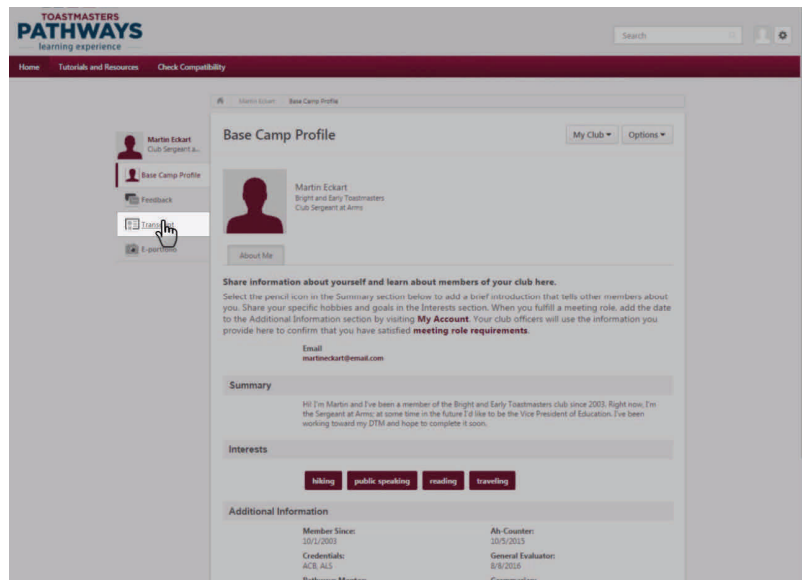 TOASTMASTERS
PATHWAYS
learning experience
Search
Home Tutorials and Resources Check Compatibility
Martin Eckart Base Camp Profile
Martin Eckart
Club Sergeant a...
Base Camp Profile
Feedback
Transcript
E-portfolio
Base Camp Profile
My Club Options
Martin Eckart
Bright and Early Toastmasters
Club Sergeant at Arms
About Me
Share information about yourself and learn about members of your club here.
Select the pencil icon in the Summary section below to add a brief introduction that tells other members about
you. Share your specific hobbies and goals in the Interests section. When you fulfill a meeting role, add the date
to the Additional Information section by visiting My Account. Your club officers will use the information you
provide here to confirm that you have satisfied meeting role requirements.
Email
martineckart@email.com
Summary
Hi! I'm Martin and I've been a member of the Bright and Early Toastmasters club since 2003. Right now, I'm
the Sergeant at Arms; at some time in the future I'd like to be the Vice President of Education. I've been
working toward my DTM and hope to complete it soon.
Interests
hiking public speaking reading traveling
Additional Information
Member Since: Ah-Counter:
10/1/2003 10/5/2015
Credentials: General Evaluator:
ACB, ALS 8/8/2016